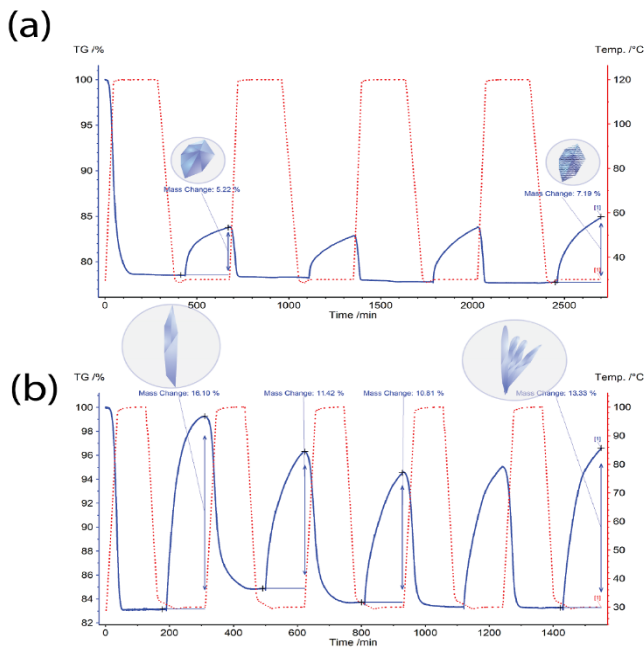 (a)
TG /%
Temp. /°C
100
95
90
85
80
120
100
80
60
40
Mass Change: 5.22 %
Mass Change: 7.19 %
[1]
[1]
0 500 1000 1500 2000 2500
Time /min
(b)
TG /%
Temp. /°C
100
98
96
94
92
90
88
86
84
82
100
90
80
70
60
50
40
30
Mass Change: 16.10 %
Mass Change: 11.42 %
Mass Change: 10.81 %
Mass Change: 13.33 %
[1]
[1]
0 200 400 600 800 1000 1200 1400
Time /min